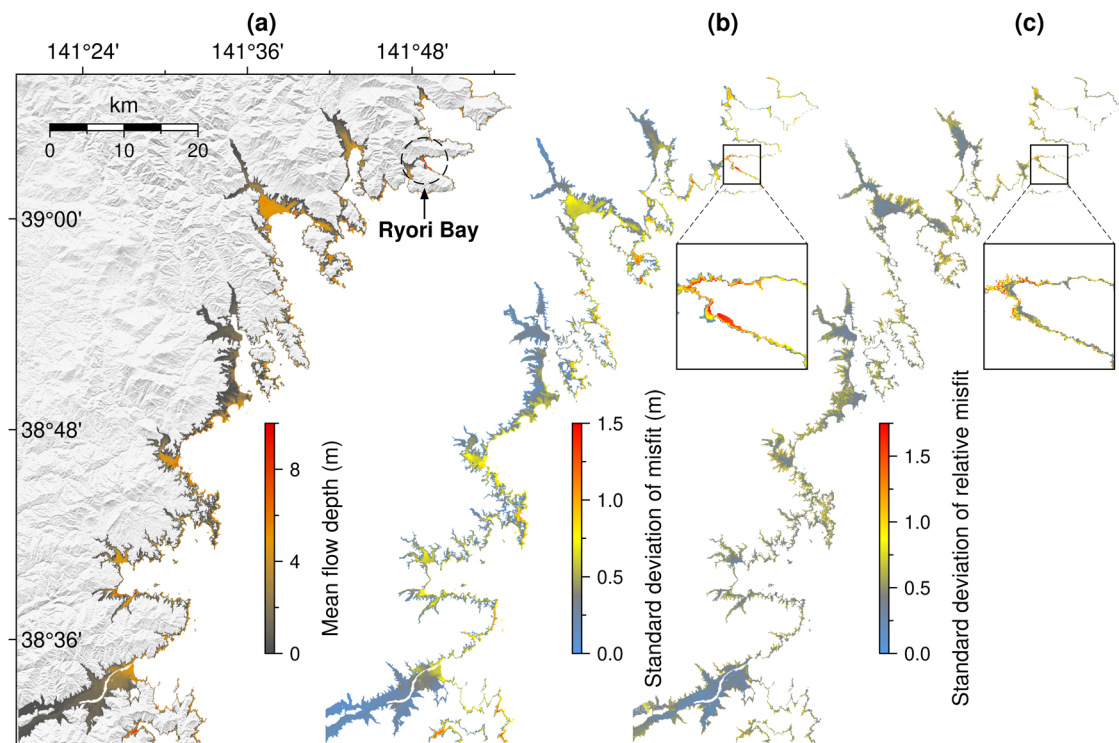 (a)
(b)
(c)
141°24'
141°36'
141°48'
km
0
10
20
39°00'
Ryori Bay
38°48'
38°36'
8
4
0
Mean flow depth (m)
1.5
1.0
0.5
0.0
Standard deviation of misfit (m)
1.5
1.0
0.5
0.0
Standard deviation of relative misfit